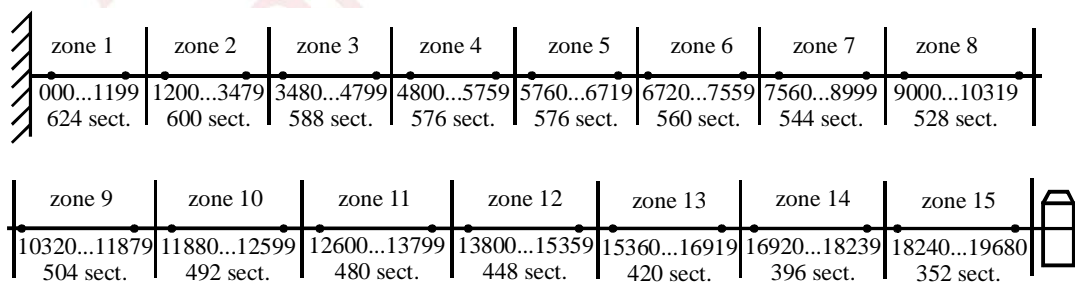 zone 1 zone 2 zone 3 zone 4 zone 5 zone 6 zone 7 zone 8
000...1199 1200...3479 3480...4799 4800...5759 5760...6719 6720...7559 7560...8999 9000...10319
624 sect. 600 sect. 588 sect. 576 sect. 576 sect. 560 sect. 544 sect. 528 sect.
zone 9 zone 10 zone 11 zone 12 zone 13 zone 14 zone 15
10320...11879 11880...12599 12600...13799 13800...15359 15360...16919 16920...18239 18240...19680
504 sect. 492 sect. 480 sect. 448 sect. 420 sect. 396 sect. 352 sect.